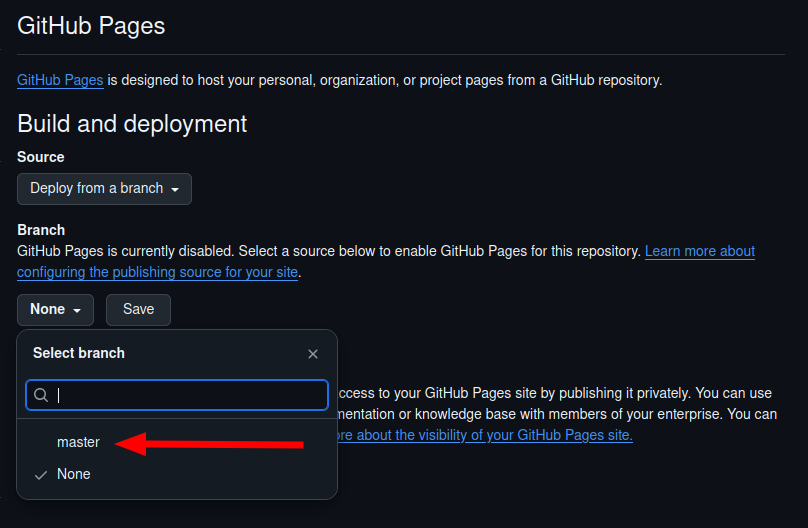 GitHub Pages
GitHub Pages is designed to host your personal, organization, or project pages from a GitHub repository.
Build and deployment
Source
Deploy from a branch
Branch
GitHub Pages is currently disabled. Select a source below to enable GitHub Pages for this repository. Learn more about
configuring the publishing source for your site.
None
Save
Select branch
ccess to your GitHub Pages site by publishing it privately. You can use
mentation or knowledge base with members of your enterprise. You can
re about the visibility of your GitHub Pages site.
master
None